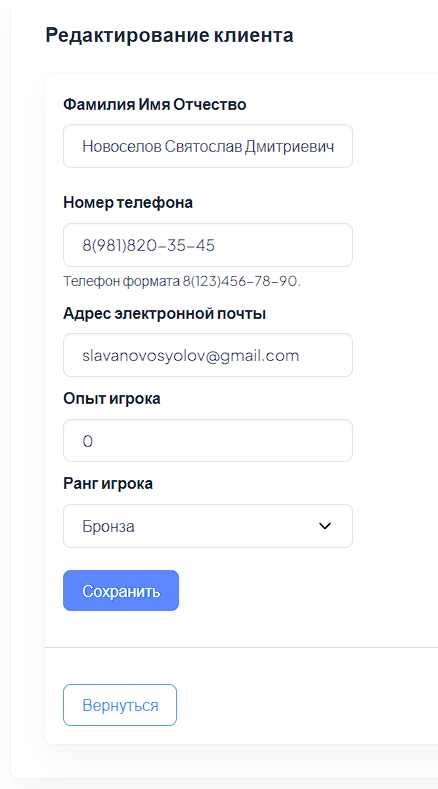 Редактирование клиента
Фамилия Имя Отчество
Новоселов Святослав Дмитриевич
Номер телефона
8(981)820-35-45
Телефон формата 8(123)456-78-90.
Адрес электронной почты
slavanovosyolov@gmail.com
Опыт игрока
0
Ранг игрока
Бронза
Сохранить
Вернуться